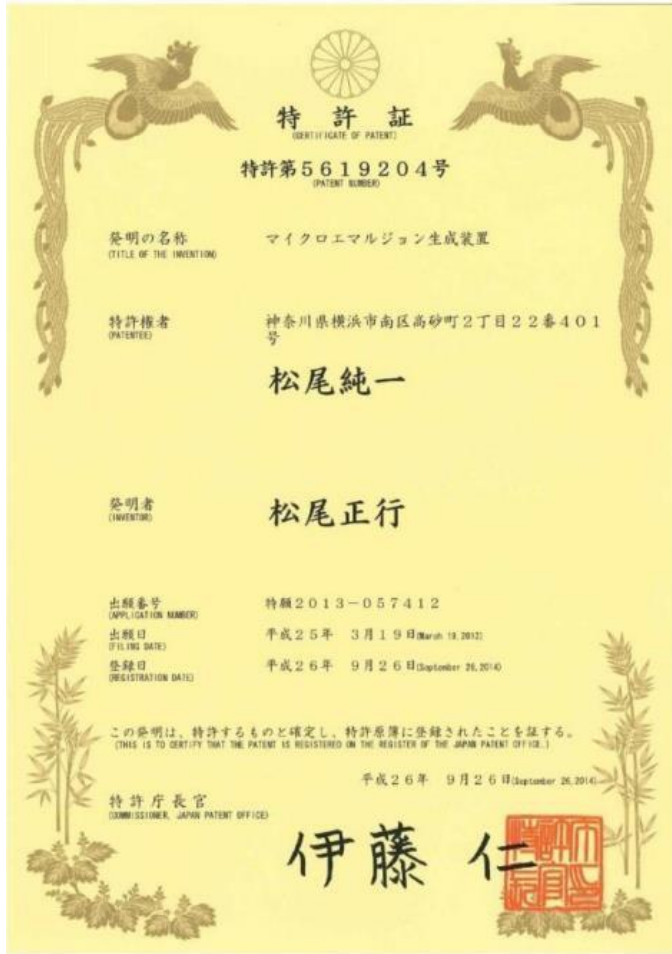 特許証
(CERTIFICATE OF PATENT)
特許第5619204号
(PATENT NUMBER)
発明の名称 マイクロエマルジョン生成装置
(TITLE OF THE INVENTION)
特許権者 神奈川県横浜市南区高砂町2丁目22番401
(PATENTEE) 号
松尾純一
発明者 松尾正行
(INVENTOR)
出願番号 特願2013-057412
(APPLICATION NUMBER)
出願日 平成25年 3月19日(March 19,2013)
(FILING DATE)
登録日 平成26年 9月26日(September 26,2014)
(REGISTRATION DATE)
この発明は、特許するものと確定し、特許原簿に登録されたことを証する。
(THIS IS TO CERTIFY THAT THE PATENT IS REGISTERED ON THE REGISTER OF THE JAPAN PATENT OFFICE.)
平成26年 9月26日(September 26,2014)
特許庁長官
(COMMISSIONER, JAPAN PATENT OFFICE)
伊藤 仁